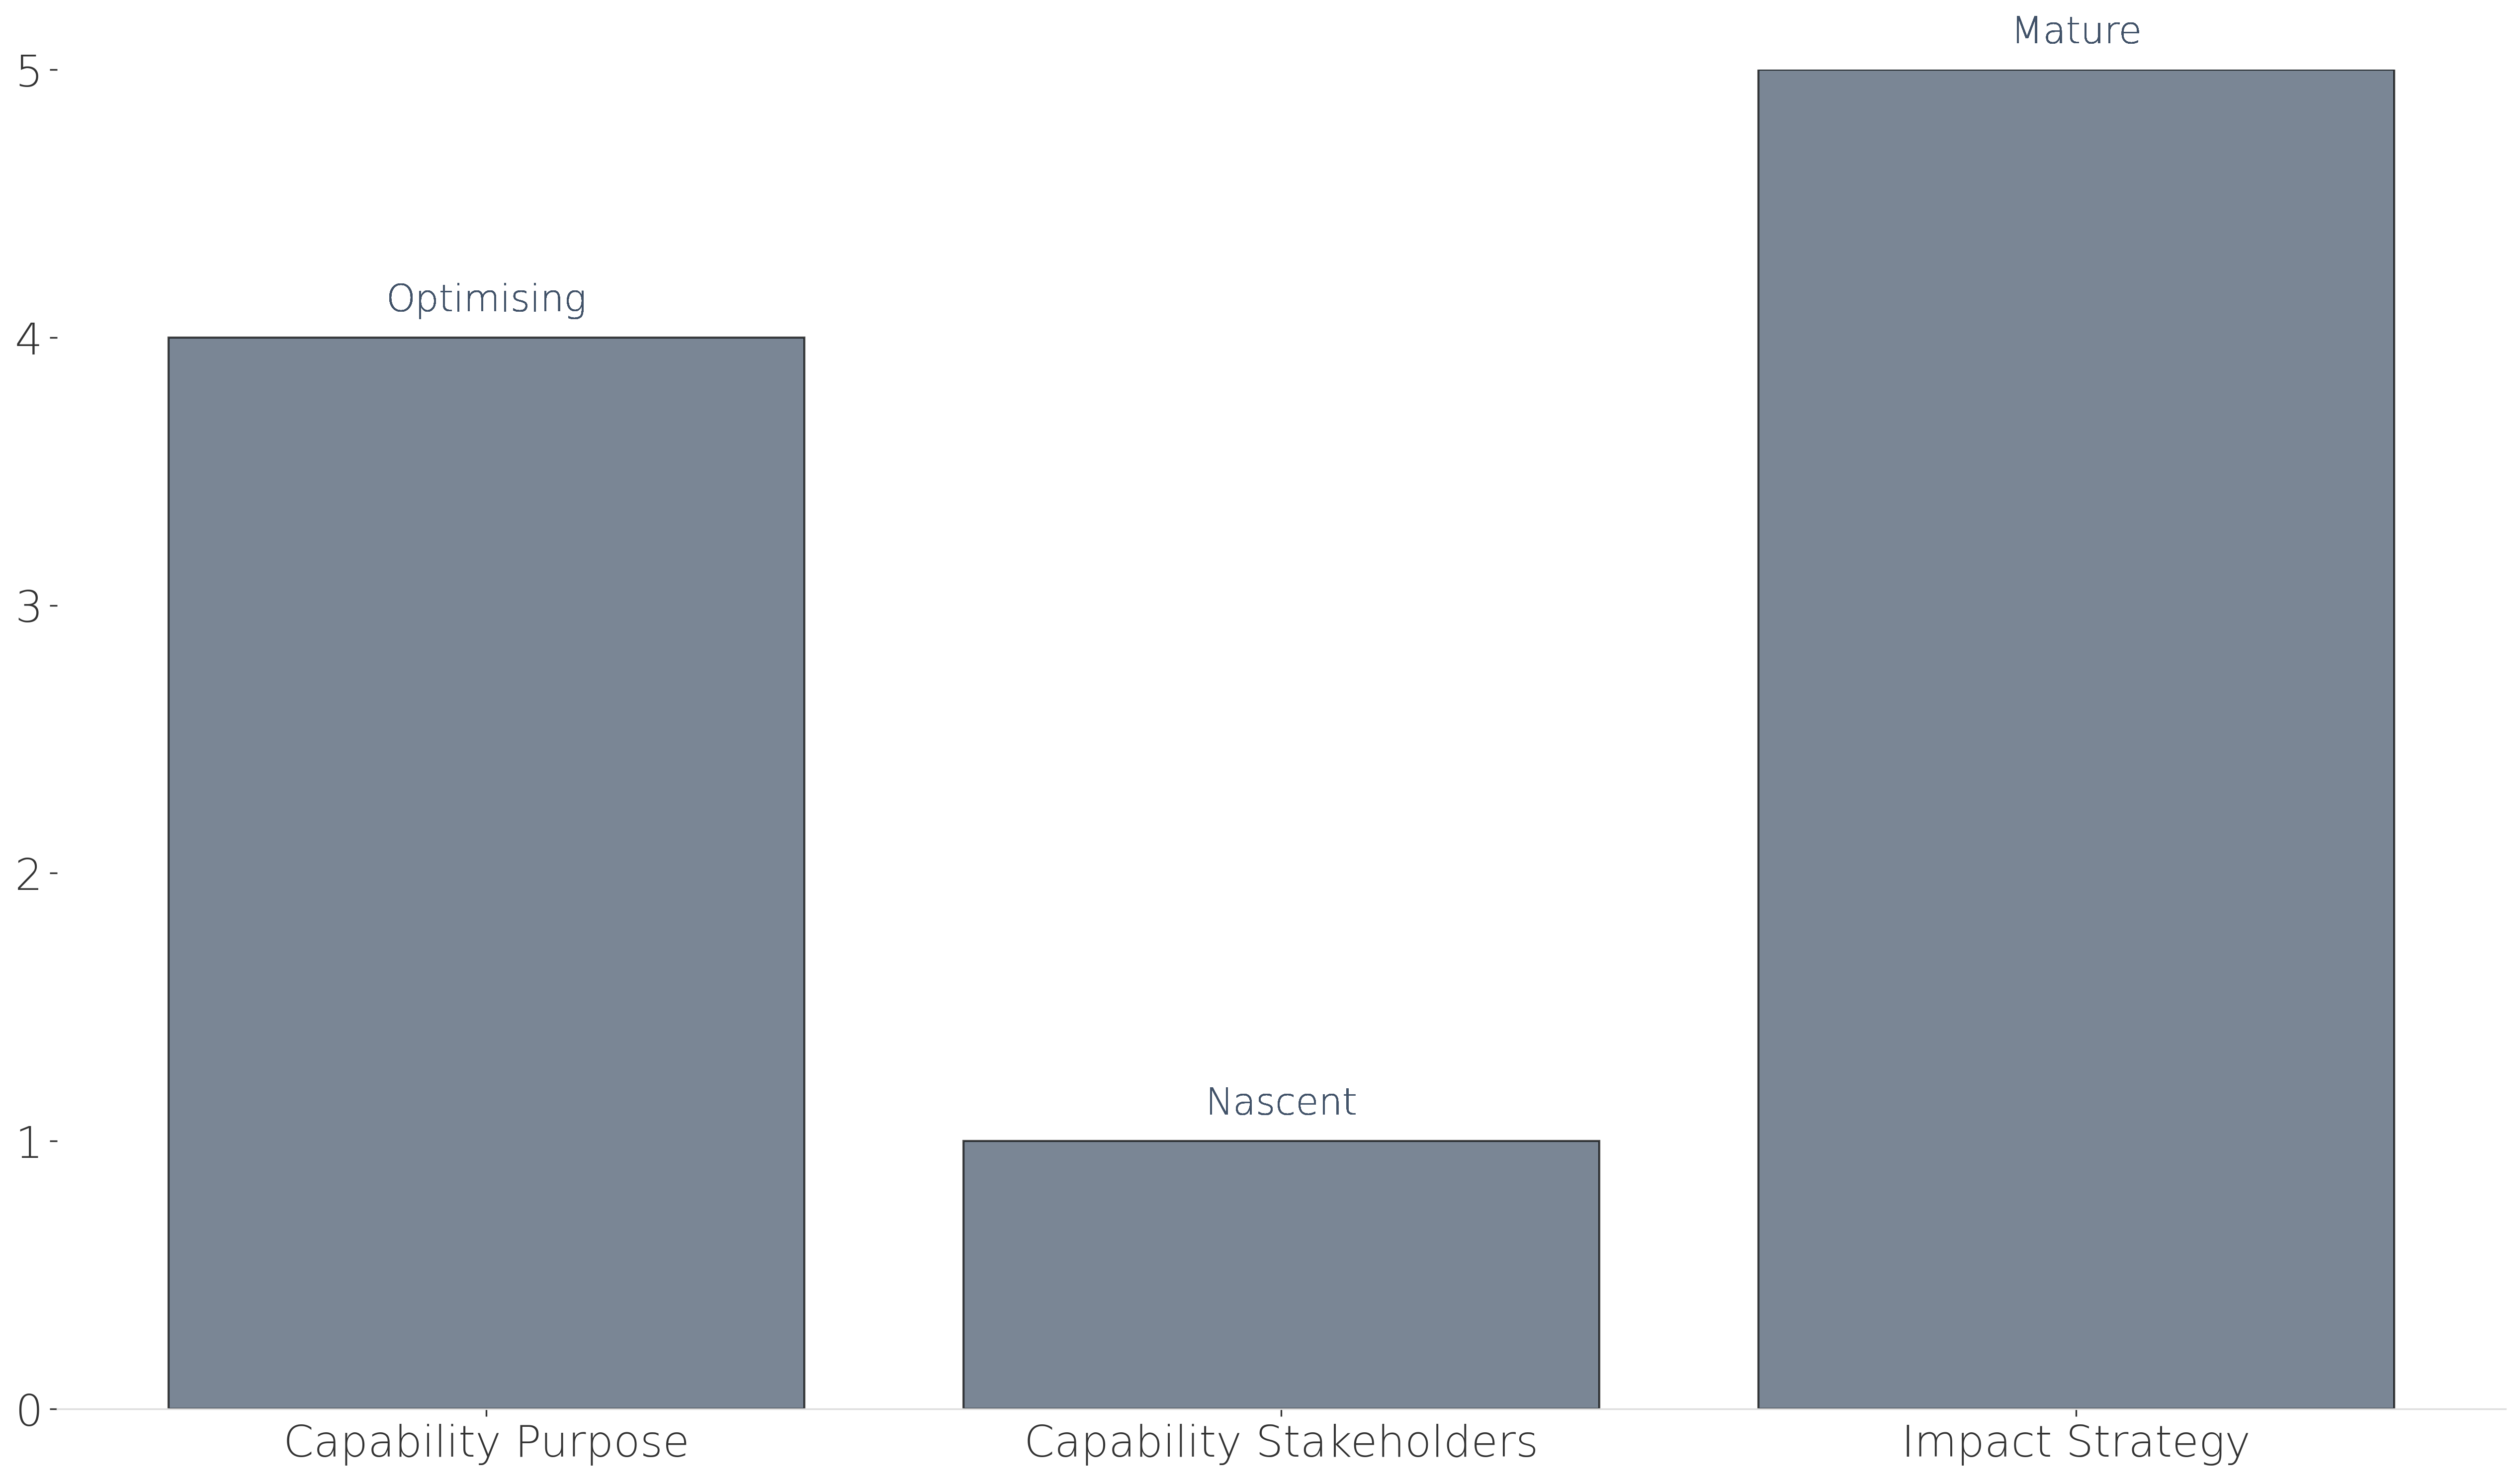 Mature
5
Optimising
4
3
2
Nascent
1
0
Capability Purpose Capability Stakeholders Impact Strategy